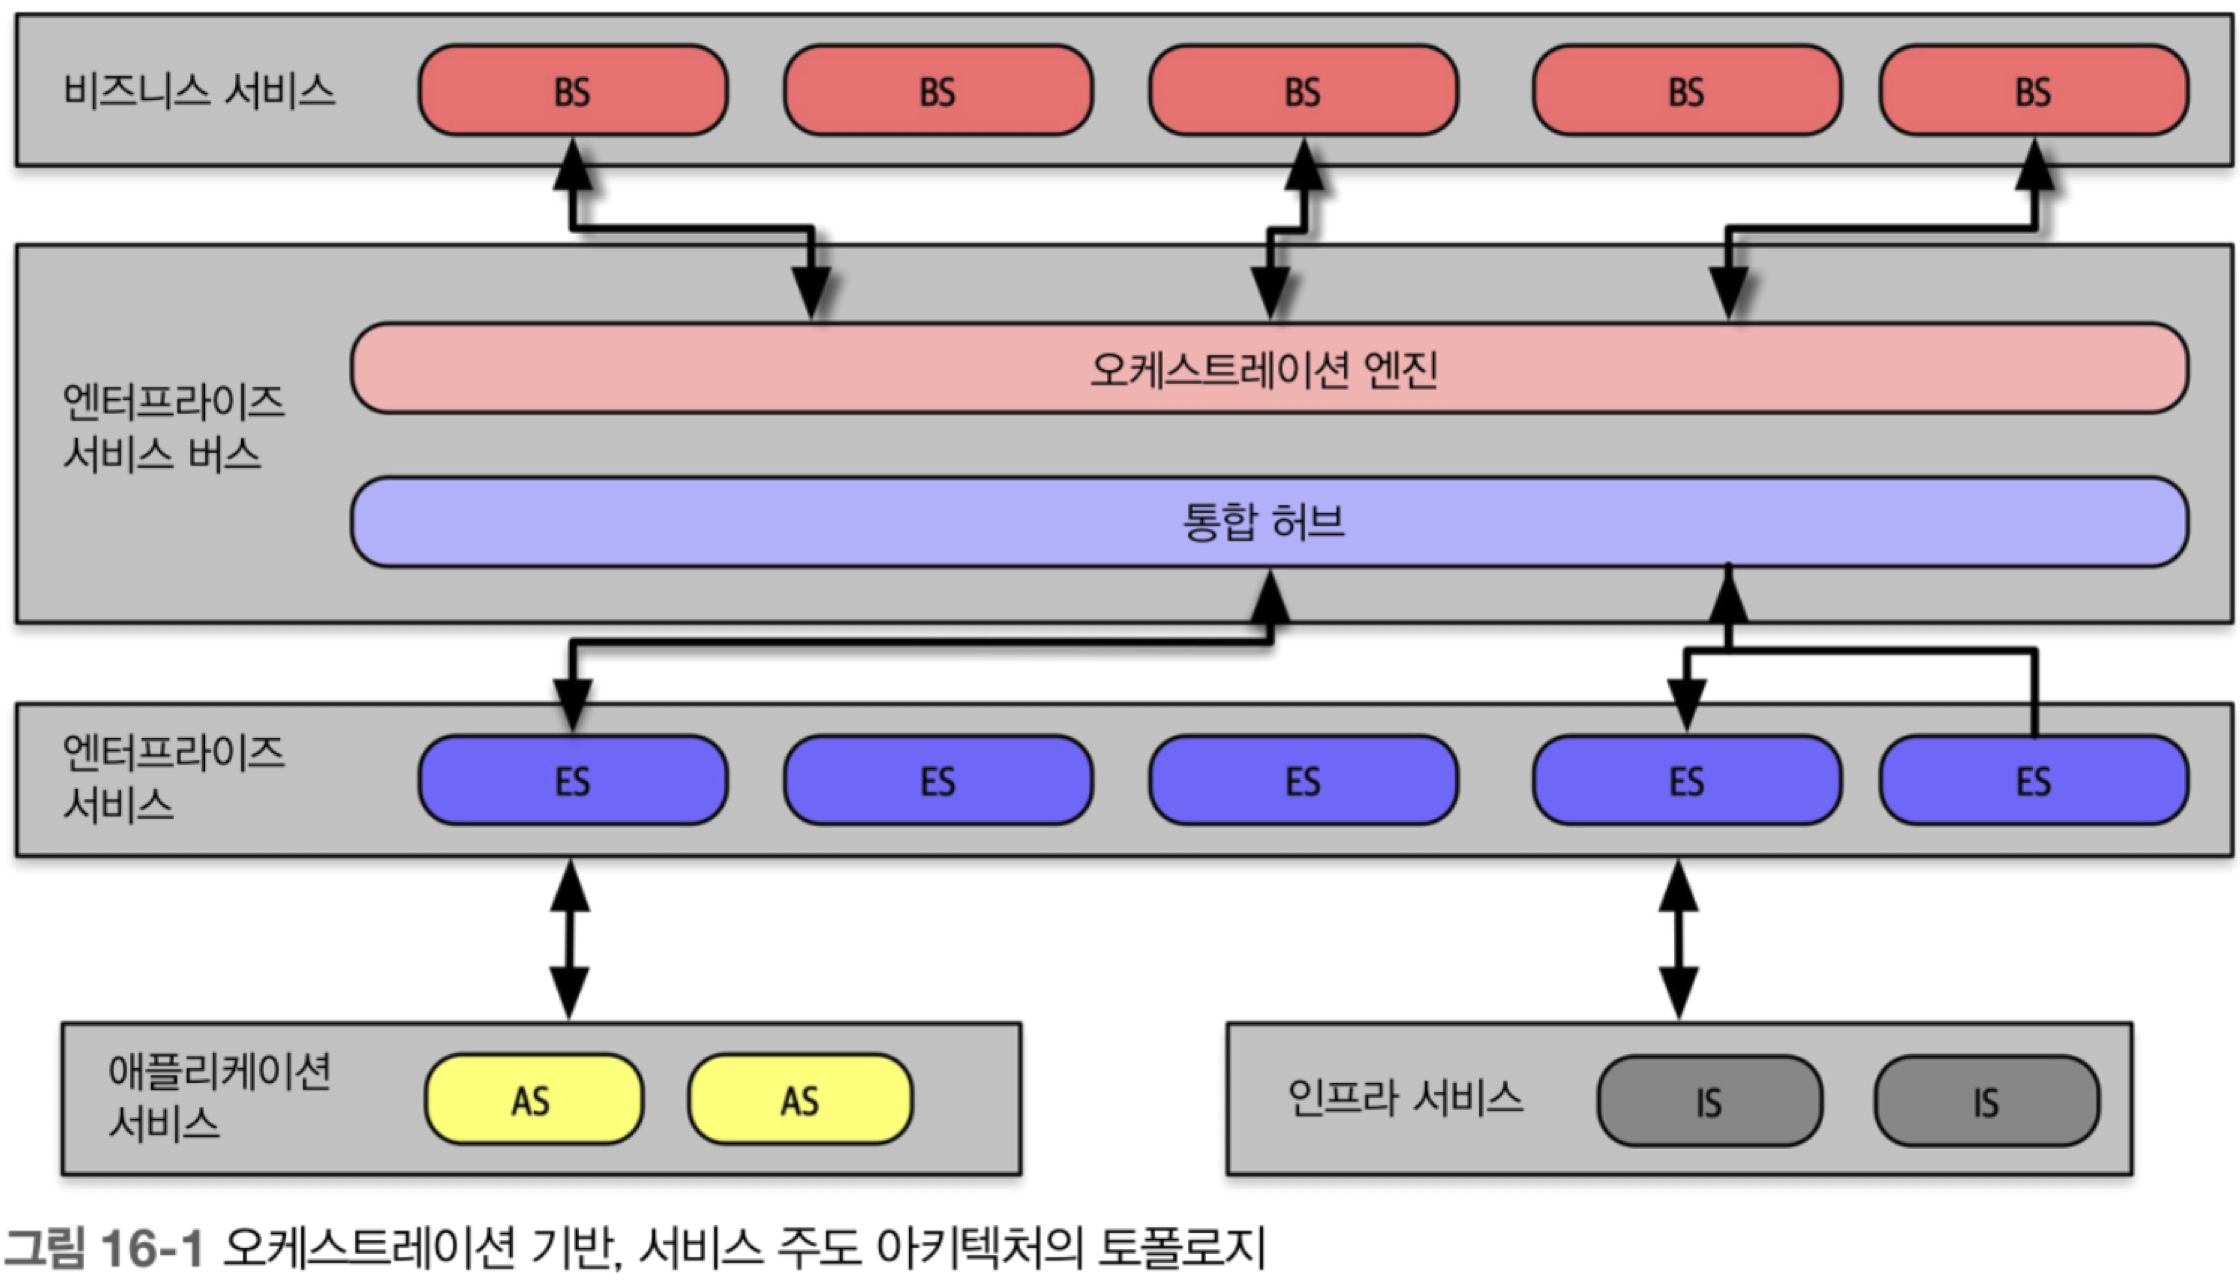 비즈니스 서비스
BS
BS
BS
BS
BS
엔터프라이즈
서비스 버스
오케스트레이션 엔진
통합 허브
엔터프라이즈
서비스
ES
ES
ES
ES
ES
애플리케이션
서비스
AS
AS
인프라 서비스
IS
IS
그림 16-1 오케스트레이션 기반, 서비스 주도 아키텍처의 토폴로지